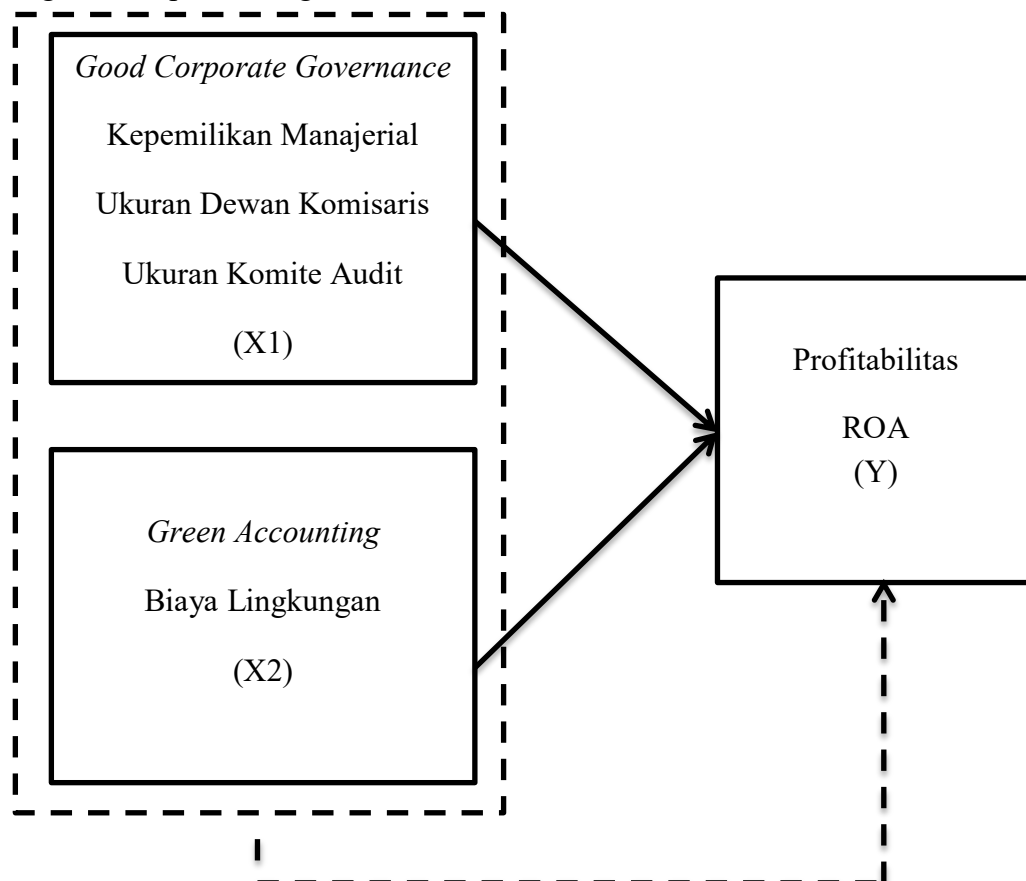 Good Corporate Governance
Kepemilikan Manajerial
Ukuran Dewan Komisaris
Ukuran Komite Audit
(X1)
Profitabilitas
ROA
(Y)
Green Accounting
Biaya Lingkungan
(X2)